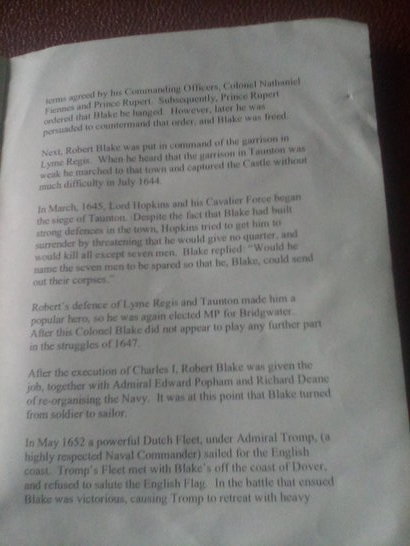 terms agreed by his Commanding Officers, Colonel Nathaniel
Fiennes and Prince Rupert. Subsequently, Prince Rupert
ordered that Blake be hanged. However, later he was
persuaded to countermand that order, and Blake was freed.
Next, Robert Blake was put in command of the garrison in
Lyme Regis. When he heard that the garrison in Taunton was
weak he marched to that town and captured the Castle without
much difficulty in July 1644.
In March, 1645, Lord Hopkins and his Cavalier Force began
the siege of Taunton. Despite the fact that Blake had built
strong defences in the town, Hopkins tried to get him to
surrender by threatening that he would give no quarter, and
would kill all except seven men. Blake replied: “Would he
name the seven men to be spared so that he, Blake, could send
out their corpses.”
Robert's defence of Lyme Regis and Taunton made him a
popular hero, so he was again elected MP for Bridgwater.
After this Colonel Blake did not appear to play any further part
in the struggles of 1647.
After the execution of Charles I, Robert Blake was given the
job, together with Admiral Edward Popham and Richard Deane
of re-organising the Navy. It was at this point that Blake turned
from soldier to sailor.
In May 1652 a powerful Dutch Fleet, under Admiral Tromp, (a
highly respected Naval Commander) sailed for the English
coast. Tromp's Fleet met with Blake's off the coast of Dover,
and refused to salute the English Flag. In the battle that ensued
Blake was victorious, causing Tromp to retreat with heavy